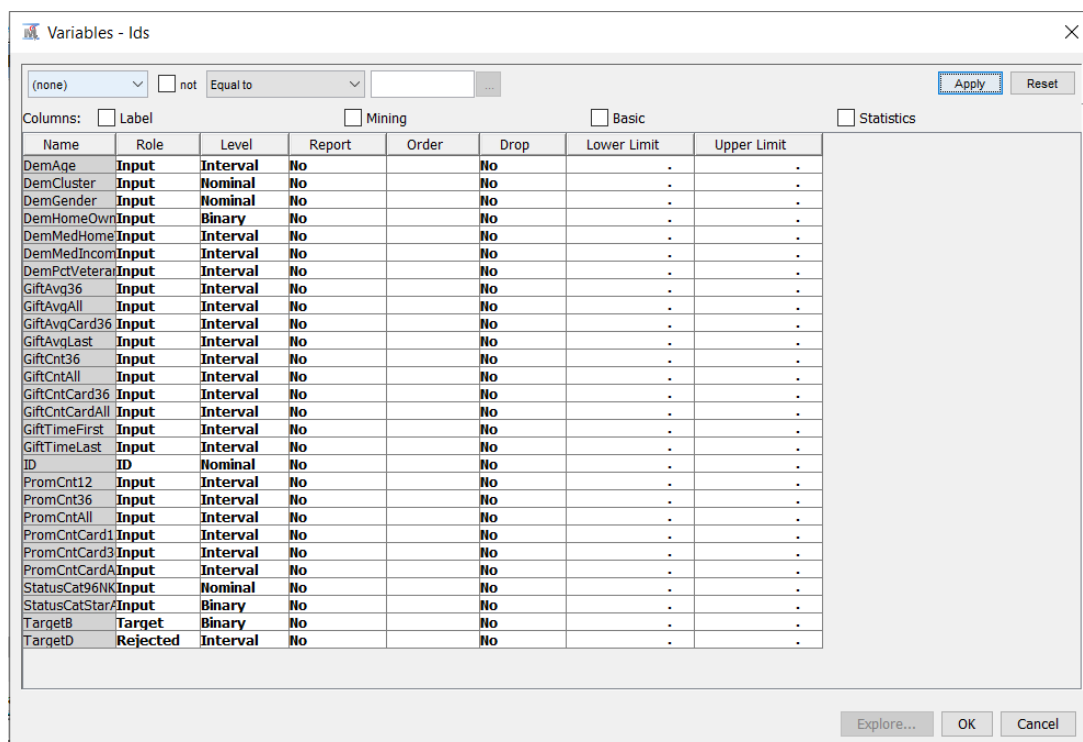 Variables - Ids
(none) not Equal to ... Apply Reset
Columns: Label Mining Basic Statistics
Name Role Level Report Order Drop Lower Limit Upper Limit
DemAge Input Interval No No . .
DemCluster Input Nominal No No . .
DemGender Input Nominal No No . .
DemHomeOwn Input Binary No No . .
DemMedHome Input Interval No No . .
DemMedIncom Input Interval No No . .
DemPctVeteran Input Interval No No . .
GiftAvg36 Input Interval No No . .
GiftAvgAll Input Interval No No . .
GiftAvgCard36 Input Interval No No . .
GiftAvgLast Input Interval No No . .
GiftCnt36 Input Interval No No . .
GiftCntAll Input Interval No No . .
GiftCntCard36 Input Interval No No . .
GiftCntCardAll Input Interval No No . .
GiftTimeFirst Input Interval No No . .
GiftTimeLast Input Interval No No . .
ID ID Nominal No No . .
PromCnt12 Input Interval No No . .
PromCnt36 Input Interval No No . .
PromCntAll Input Interval No No . .
PromCntCard1 Input Interval No No . .
PromCntCard3 Input Interval No No . .
PromCntCardA Input Interval No No . .
StatusCat96NK Input Nominal No No . .
StatusCatStarA Input Binary No No . .
TargetB Target Binary No No . .
TargetD Rejected Interval No No . .
Explore... OK Cancel